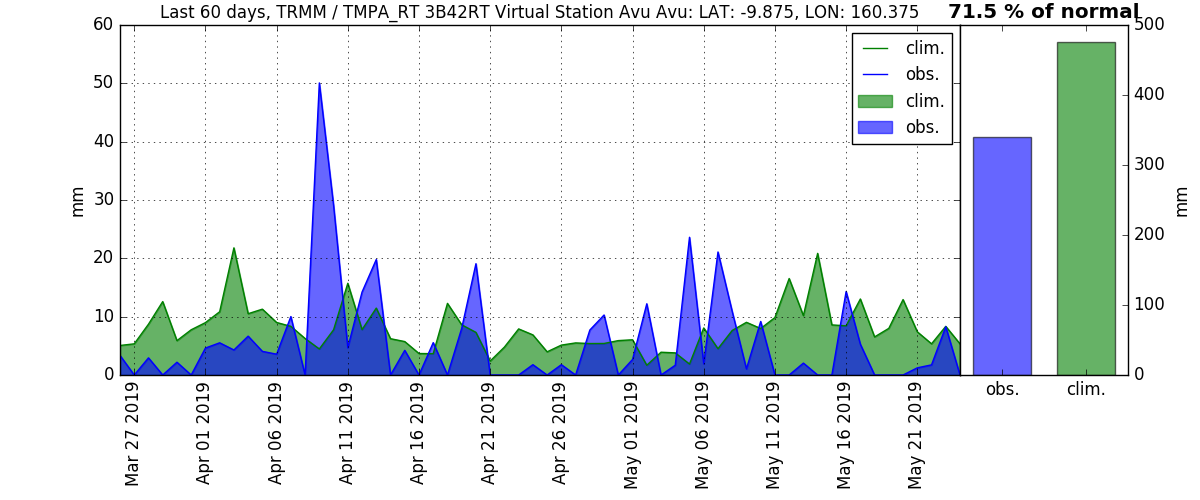 Last 60 days, TRMM / TMPA_RT 3B42RT Virtual Station Avu Avu: LAT: -9.875, LON: 160.375
71.5 % of normal
60
50
40
30
20
10
0
mm
clim.
obs.
clim.
obs.
Mar 27 2019
Apr 01 2019
Apr 06 2019
Apr 11 2019
Apr 16 2019
Apr 21 2019
Apr 26 2019
May 01 2019
May 06 2019
May 11 2019
May 16 2019
May 21 2019
500
400
300
200
100
0
mm
obs.
clim.